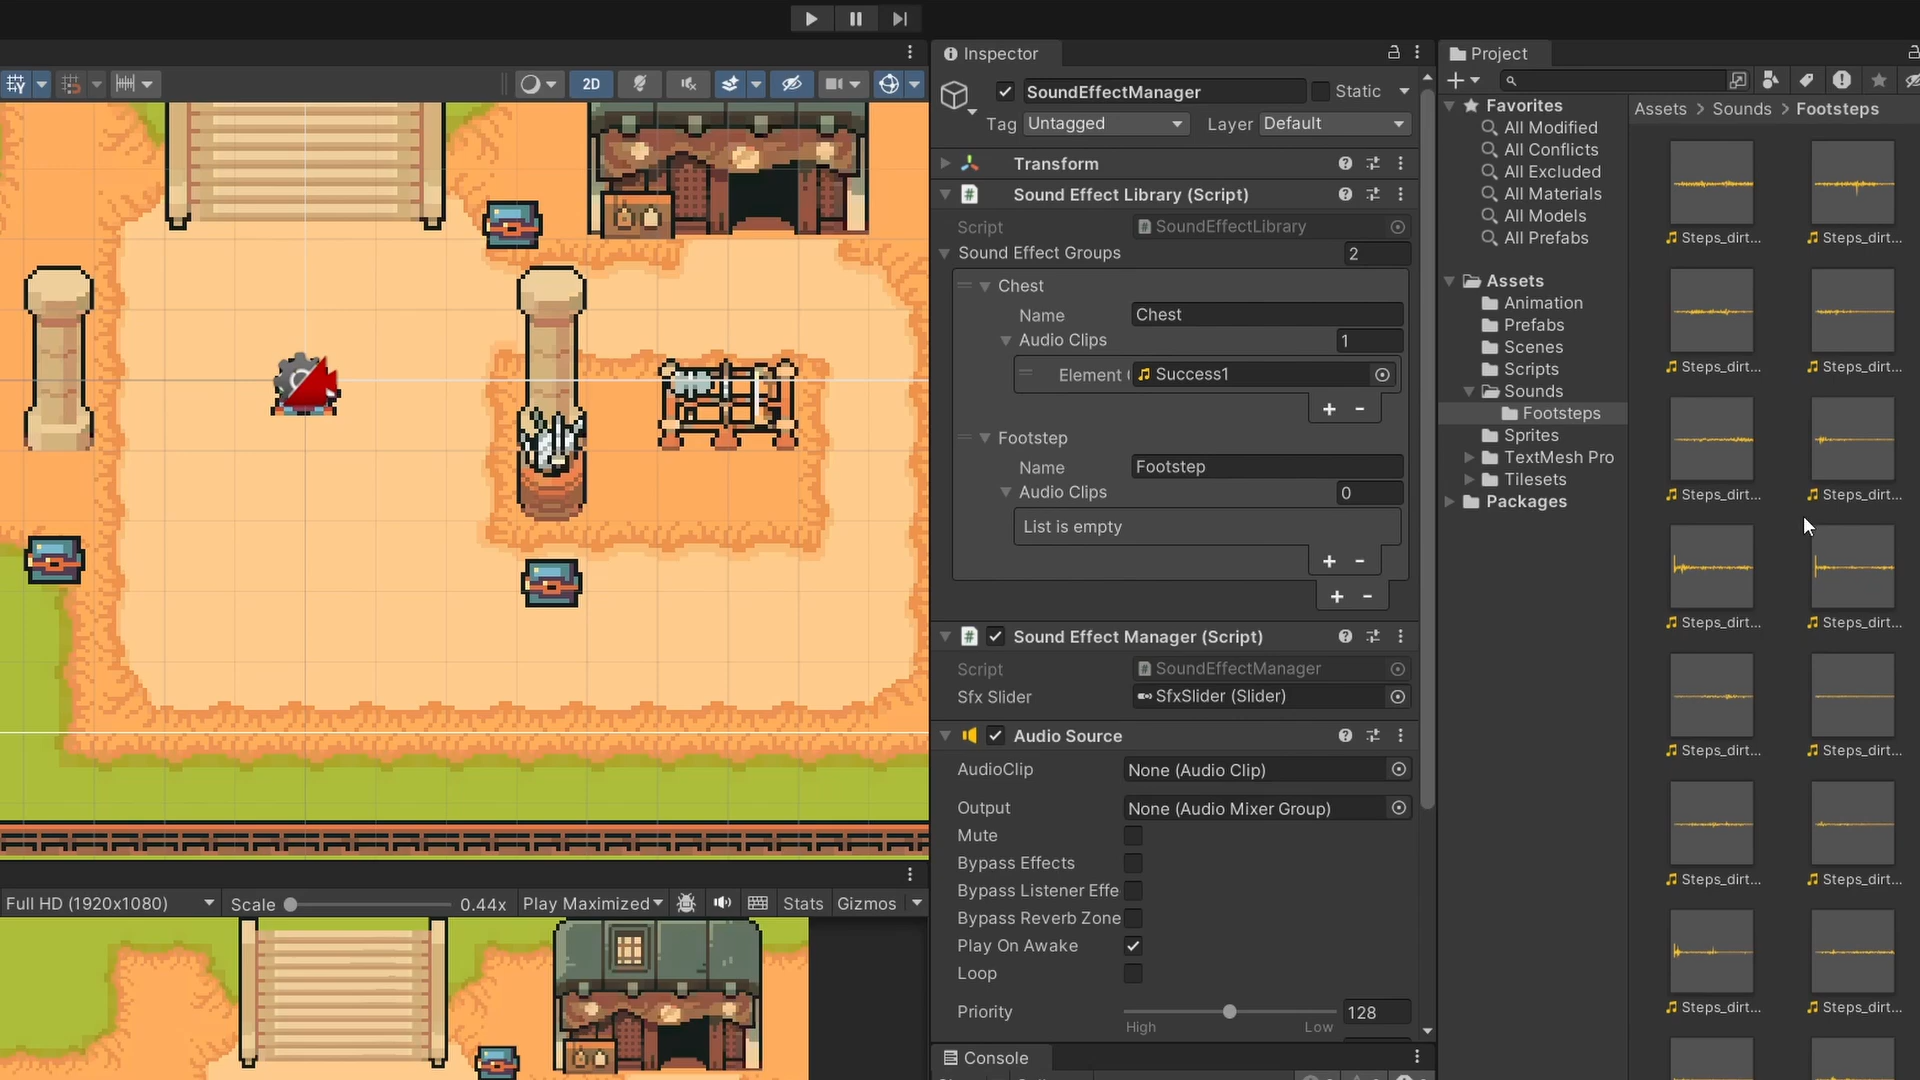 Inspector
Project
2D
SoundEffectManager
Static
Tag Untagged Layer Default
Transform
Sound Effect Library (Script)
Script SoundEffectLibrary
Sound Effect Groups 2
Chest
Name Chest
Audio Clips 1
Element Success1
Footstep
Name Footstep
Audio Clips 0
List is empty
Sound Effect Manager (Script)
Script SoundEffectManager
Sfx Slider SfxSlider (Slider)
Audio Source
AudioClip None (Audio Clip)
Output None (Audio Mixer Group)
Mute
Bypass Effects
Bypass Listener Effe
Bypass Reverb Zone
Play On Awake
Loop
Priority 128
High Low
Console
Full HD (1920x1080) Scale 0.44x Play Maximized Stats Gizmos
Favorites
All Modified
All Conflicts
All Excluded
All Materials
All Models
All Prefabs
Assets
Animation
Prefabs
Scenes
Scripts
Sounds
Footsteps
Sprites
TextMesh Pro
Tilesets
Packages
Assets > Sounds > Footsteps
Steps_dirt... Steps_dirt...
Steps_dirt... Steps_dirt...
Steps_dirt... Steps_dirt...
Steps_dirt... Steps_dirt...
Steps_dirt... Steps_dirt...
Steps_dirt... Steps_dirt...
Steps_dirt... Steps_dirt...